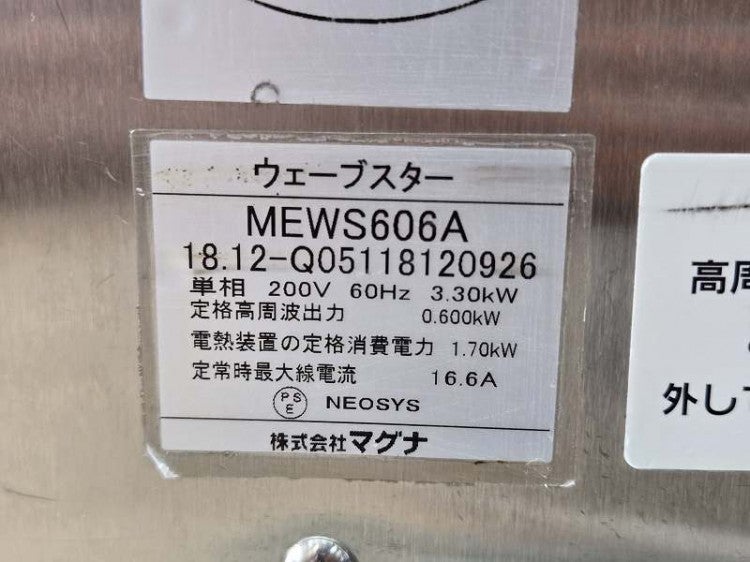 ウェーブスター
MEWS606A
18.12-Q05118120926
単相 200V 60Hz 3.30kW
定格高周波出力 0.600kW
電熱装置の定格消費電力 1.70kW
定常時最大線電流 16.6A
PS
E NEOSYS
株式会社マグナ
高周
外して